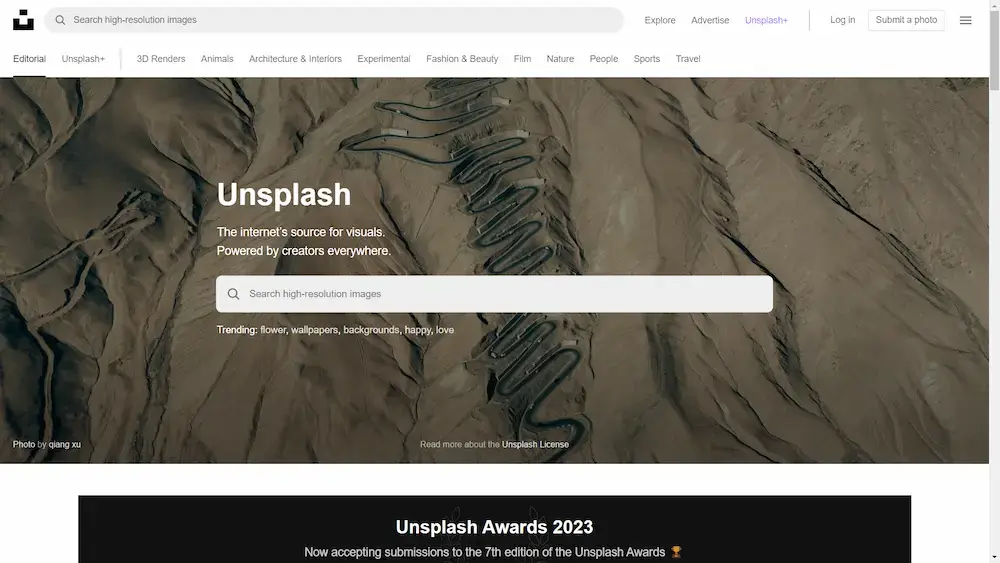 Search high-resolution images
Explore Advertise Unsplash+ Log in Submit a photo
Editorial Unsplash+ 3D Renders Animals Architecture & Interiors Experimental Fashion & Beauty Film Nature People Sports Travel
Unsplash
The internet's source for visuals.
Powered by creators everywhere.
Search high-resolution images
Trending: flower, wallpapers, backgrounds, happy, love
Photo by qiang xu
Read more about the Unsplash License
Unsplash Awards 2023
Now accepting submissions to the 7th edition of the Unsplash Awards 🏆